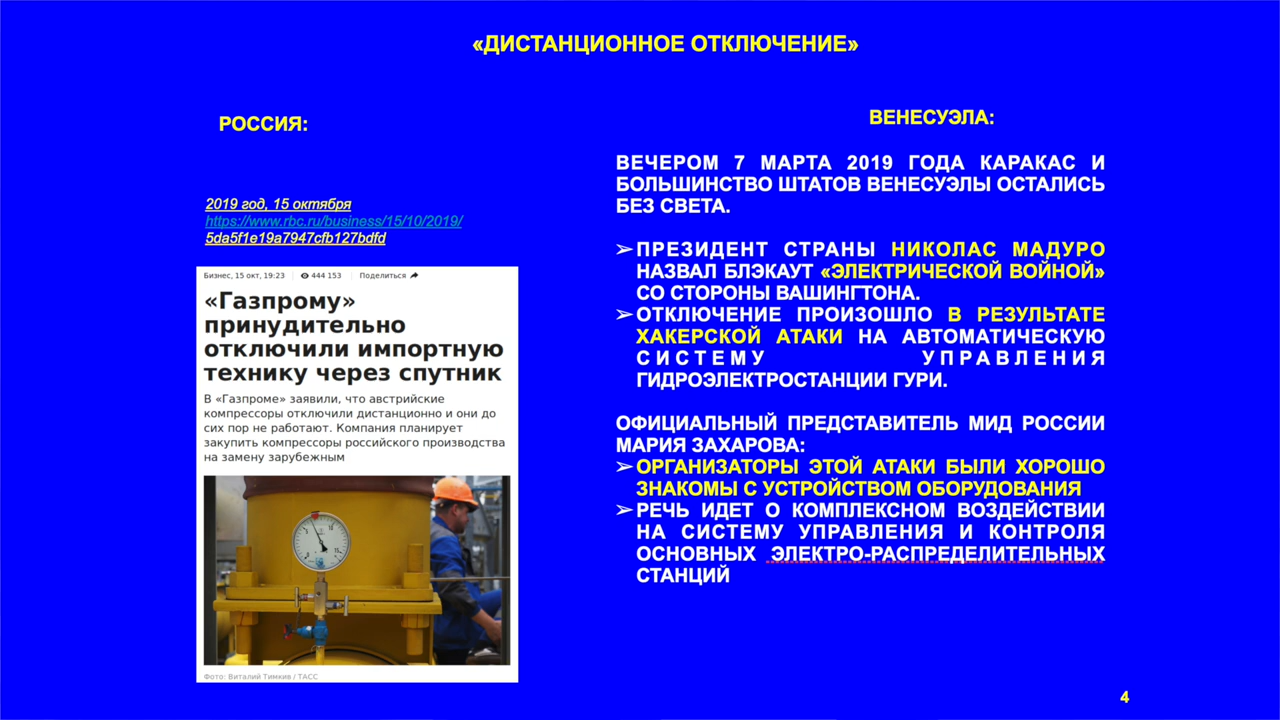 «ДИСТАНЦИОННОЕ ОТКЛЮЧЕНИЕ»
РОССИЯ:
2019 год, 15 октября
https://www.rbc.ru/business/15/10/2019/
5da5f1e19a7947cfb127bdfd
Бизнес, 15 окт, 19:23 444 153 Поделиться
«Газпрому»
принудительно
отключили импортную
технику через спутник
В «Газпроме» заявили, что австрийские
компрессоры отключили дистанционно и они до
сих пор не работают. Компания планирует
закупить компрессоры российского производства
на замену зарубежным
Фото: Виталий Тимкив / ТАСС
ВЕНЕСУЭЛА:
ВЕЧЕРОМ 7 МАРТА 2019 ГОДА КАРАКАС И
БОЛЬШИНСТВО ШТАТОВ ВЕНЕСУЭЛЫ ОСТАЛИСЬ
БЕЗ СВЕТА.
➢ПРЕЗИДЕНТ СТРАНЫ НИКОЛАС МАДУРО
НАЗВАЛ БЛЭКАУТ «ЭЛЕКТРИЧЕСКОЙ ВОЙНОЙ»
СО СТОРОНЫ ВАШИНГТОНА.
➢ОТКЛЮЧЕНИЕ ПРОИЗОШЛО В РЕЗУЛЬТАТЕ
ХАКЕРСКОЙ АТАКИ НА АВТОМАТИЧЕСКУЮ
СИСТЕМУ УПРАВЛЕНИЯ
ГИДРОЭЛЕКТРОСТАНЦИИ ГУРИ.
ОФИЦИАЛЬНЫЙ ПРЕДСТАВИТЕЛЬ МИД РОССИИ
МАРИЯ ЗАХАРОВА:
➢ОРГАНИЗАТОРЫ ЭТОЙ АТАКИ БЫЛИ ХОРОШО
ЗНАКОМЫ С УСТРОЙСТВОМ ОБОРУДОВАНИЯ
➢РЕЧЬ ИДЕТ О КОМПЛЕКСНОМ ВОЗДЕЙСТВИИ
НА СИСТЕМУ УПРАВЛЕНИЯ И КОНТРОЛЯ
ОСНОВНЫХ ЭЛЕКТРО-РАСПРЕДЕЛИТЕЛЬНЫХ
СТАНЦИЙ
4